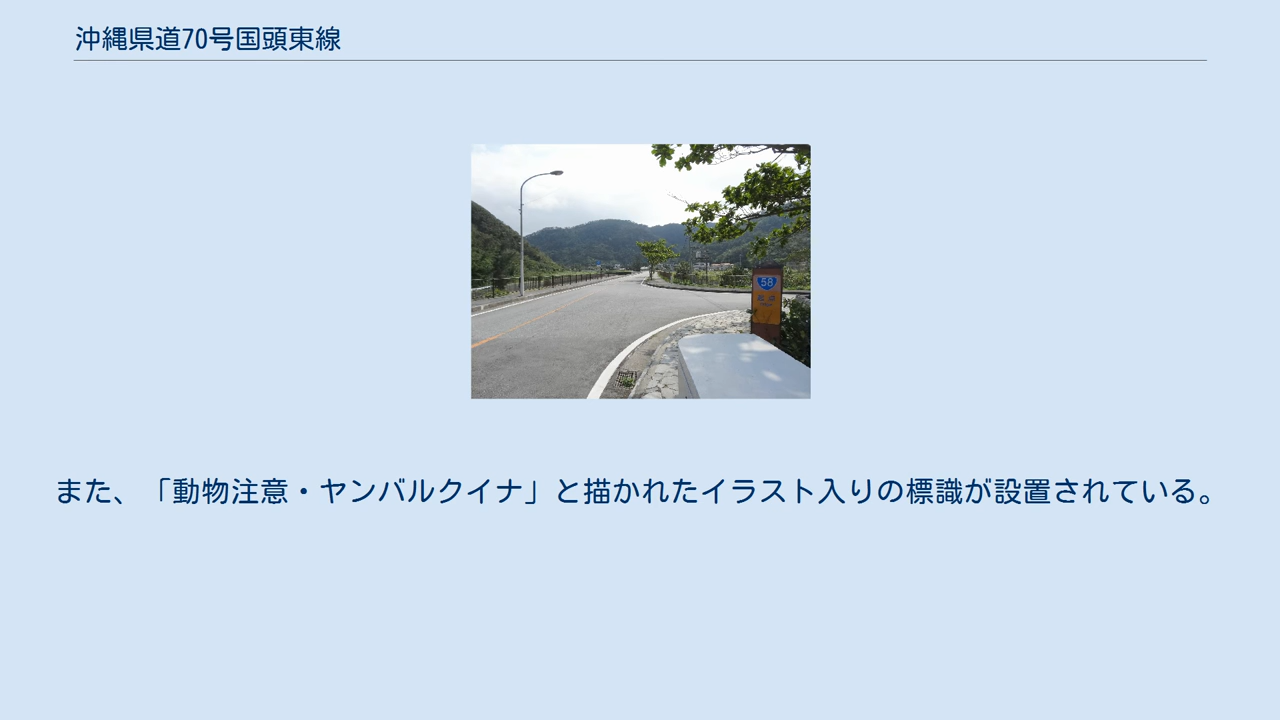 沖縄県道70号国頭東線
58
また、「動物注意・ヤンバルクイナ」と描かれたイラスト入りの標識が設置されている。